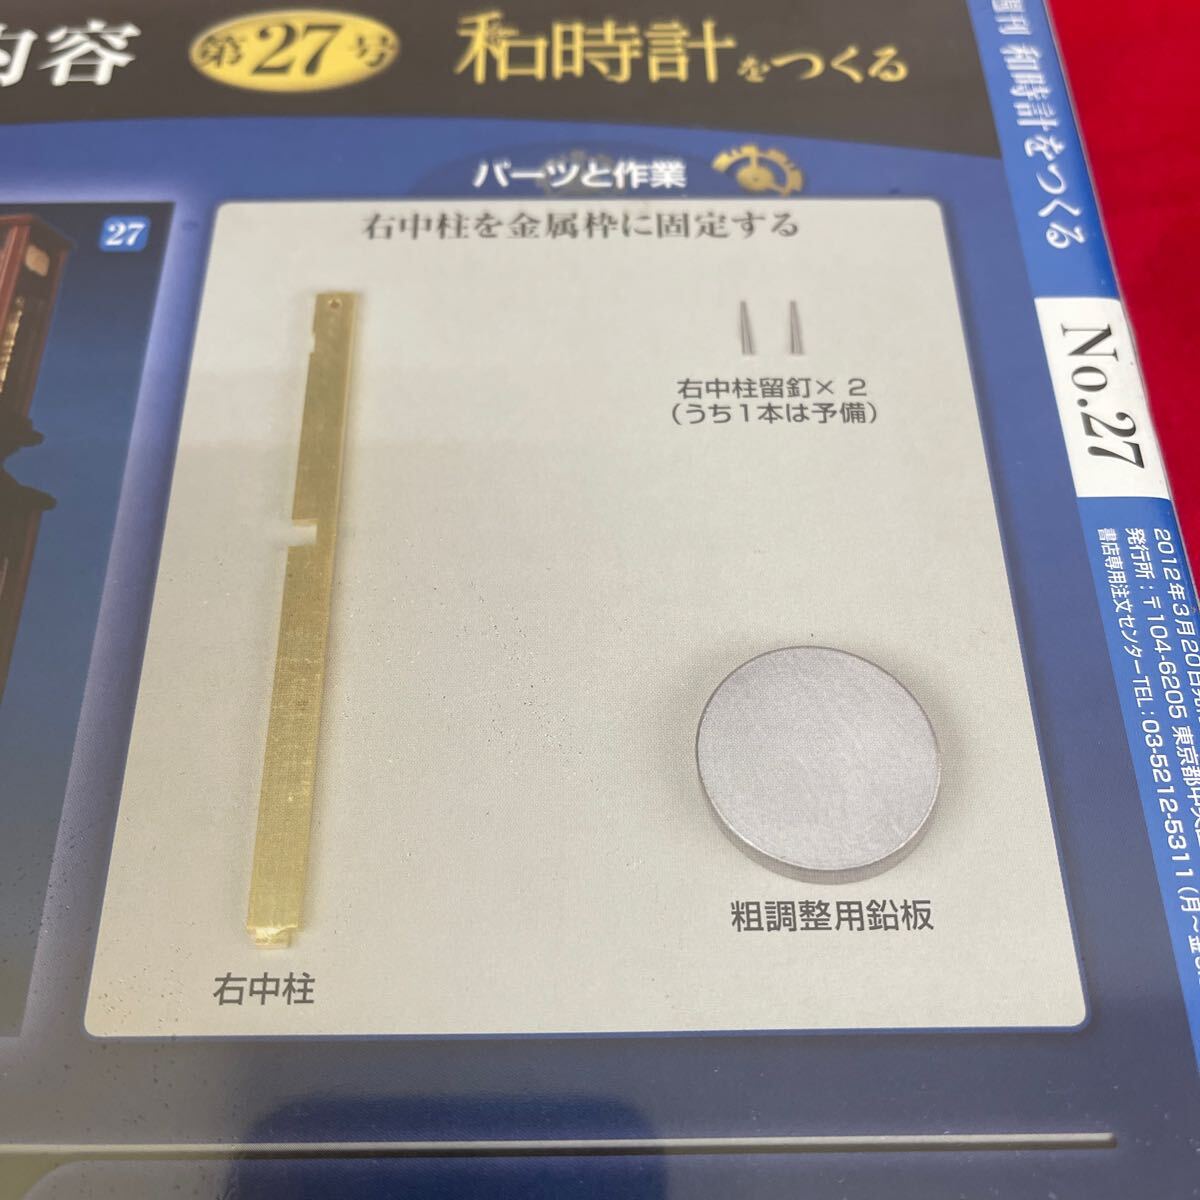 内容 第27号 和時計をつくる
パーツと作業
27
右中柱を金属枠に固定する
右中柱留釘×2
(うち1本は予備)
粗調整用鉛板
右中柱
週刊 和時計をつくる
No.27
2012年3月20日
発行所:〒104-6205 東京都中央
書店専用注文センターTEL:03-5212-5311(月~金